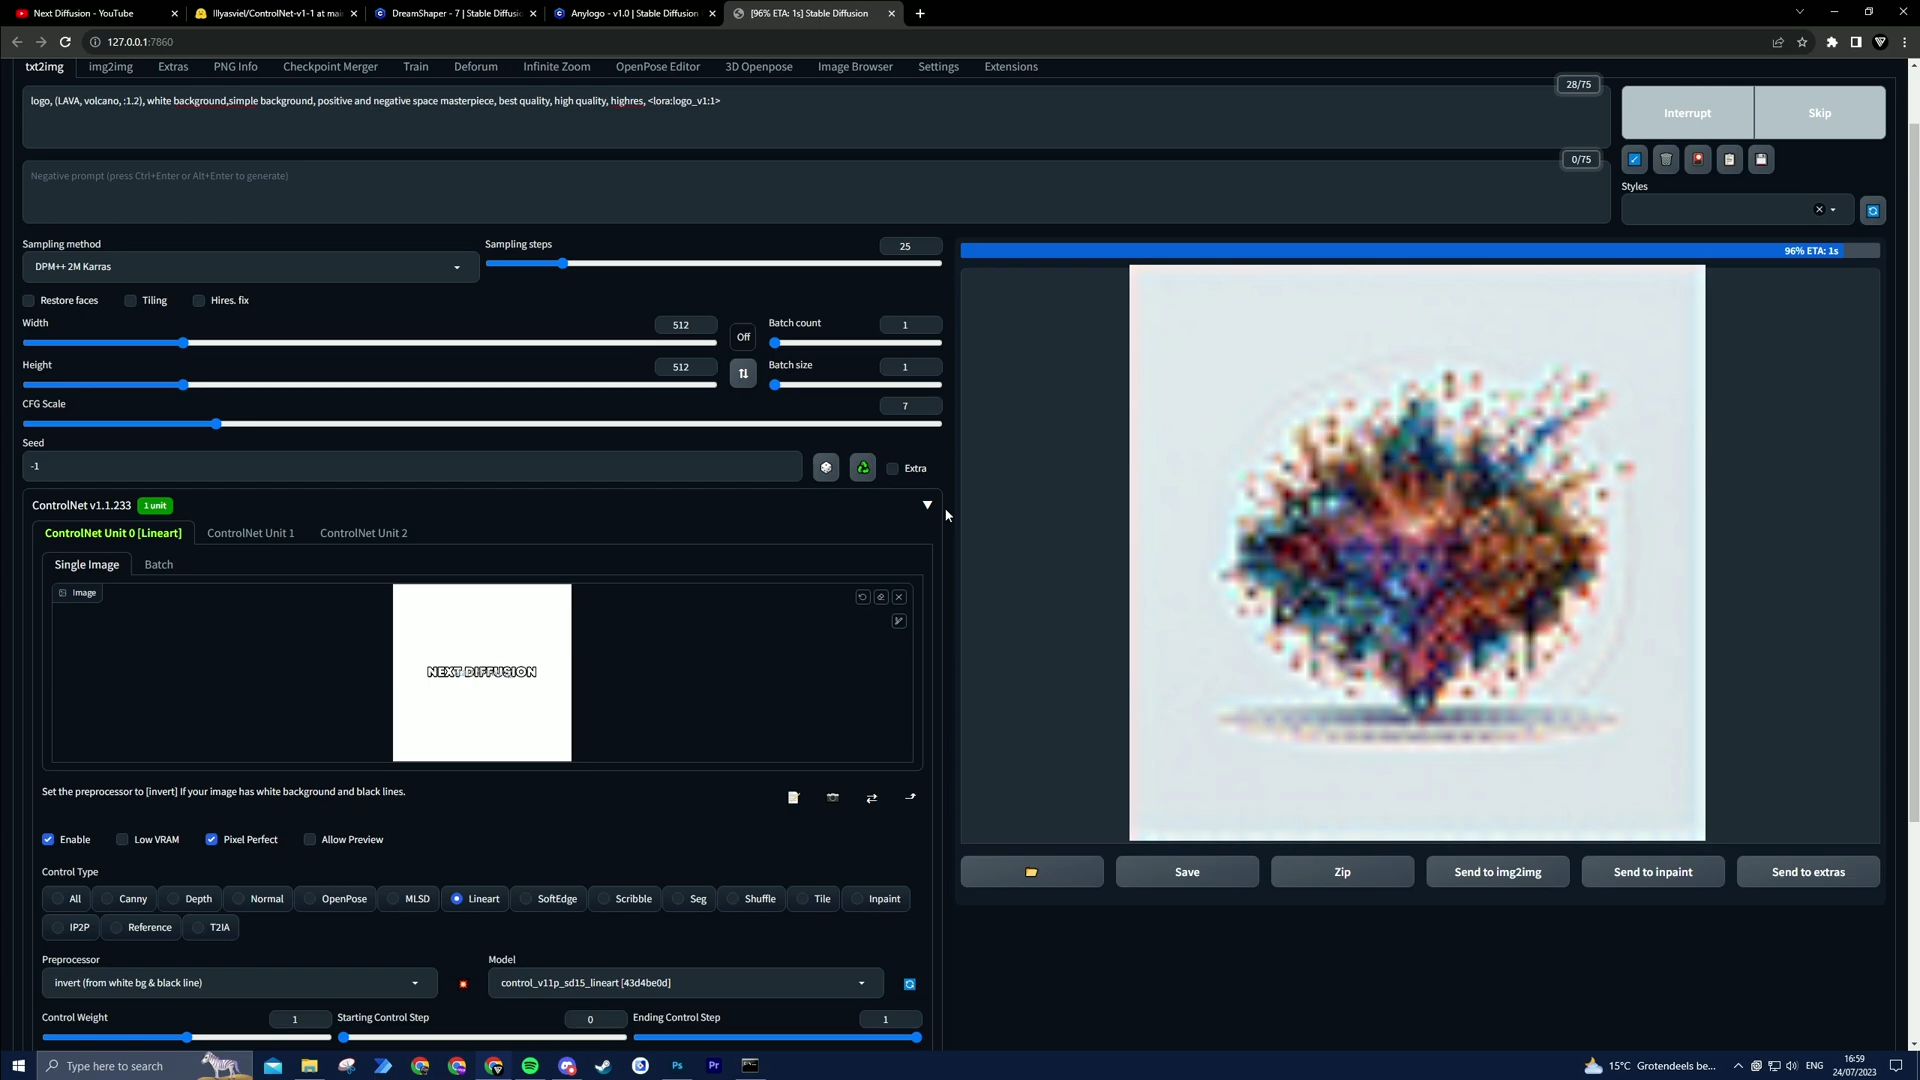 Next Diffusion - YouTube
lllyasviel/ControlNet-v1-1 at mai
DreamShaper - 7 | Stable Diffusi
Anylogo - v1.0 | Stable Diffusion
[96% ETA: 1s] Stable Diffusion
127.0.0.1:7860
txt2img
img2img
Extras
PNG Info
Checkpoint Merger
Train
Deforum
Infinite Zoom
OpenPose Editor
3D Openpose
Image Browser
Settings
Extensions
28/75
logo, (LAVA, volcano, :1.2), white background,simple background, positive and negative space masterpiece, best quality, high quality, highres, <lora:logo_v1:1>
Interrupt
Skip
0/75
Negative prompt (press Ctrl+Enter or Alt+Enter to generate)
Styles
Sampling method
Sampling steps
25
DPM++ 2M Karras
96% ETA: 1s
Restore faces
Tiling
Hires. fix
Width
512
Off
Batch count
1
Height
512
Batch size
1
CFG Scale
7
Seed
-1
Extra
ControlNet v1.1.233
1 unit
ControlNet Unit 0 [Lineart]
ControlNet Unit 1
ControlNet Unit 2
Single Image
Batch
Image
NEXT DIFFUSION
Set the preprocessor to [invert] If your image has white background and black lines.
Enable
Low VRAM
Pixel Perfect
Allow Preview
Save
Zip
Send to img2img
Send to inpaint
Send to extras
Control Type
All
Canny
Depth
Normal
OpenPose
MLSD
Lineart
SoftEdge
Scribble
Seg
Shuffle
Tile
Inpaint
IP2P
Reference
T2IA
Preprocessor
Model
invert (from white bg & black line)
control_v11p_sd15_lineart [43d4be0d]
Control Weight
1
Starting Control Step
0
Ending Control Step
1
Type here to search
Ps
Pr
15°C Grotendeels be...
ENG
16:59
24/07/2023